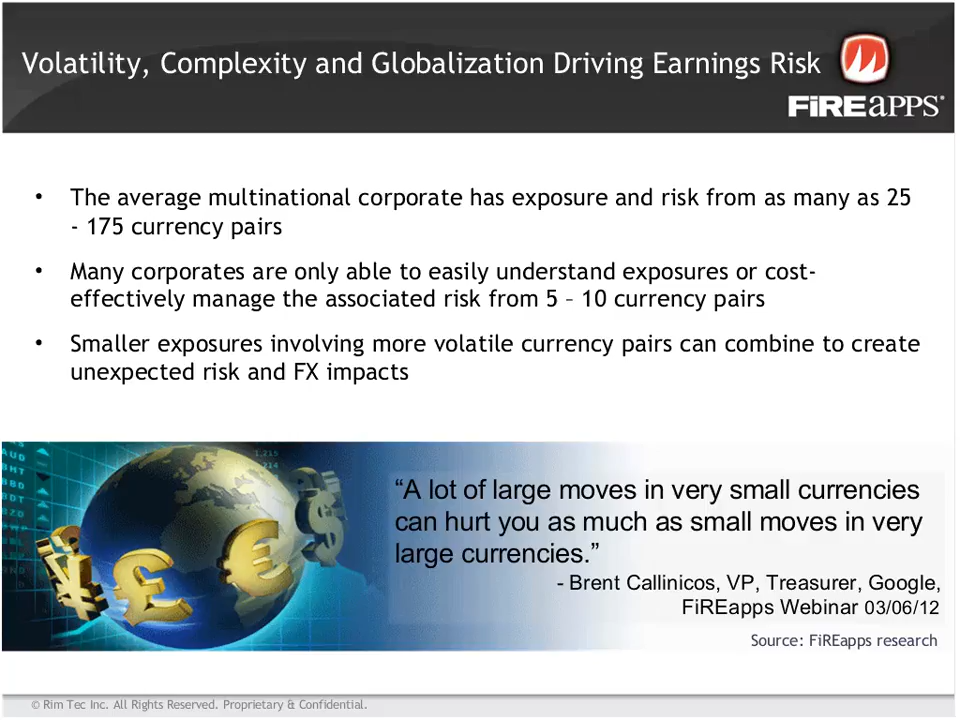 Volatility, Complexity and Globalization Driving Earnings Risk
FiREaPPS®
• The average multinational corporate has exposure and risk from as many as 25
- 175 currency pairs
• Many corporates are only able to easily understand exposures or cost-
effectively manage the associated risk from 5 – 10 currency pairs
• Smaller exposures involving more volatile currency pairs can combine to create
unexpected risk and FX impacts
AUD
1,215
214
“A lot of large moves in very small currencies
can hurt you as much as small moves in very
large currencies.”
- Brent Callinicos, VP, Treasurer, Google,
FiREapps Webinar 03/06/12
Source: FiREapps research
© Rim Tec Inc. All Rights Reserved. Proprietary & Confidential.